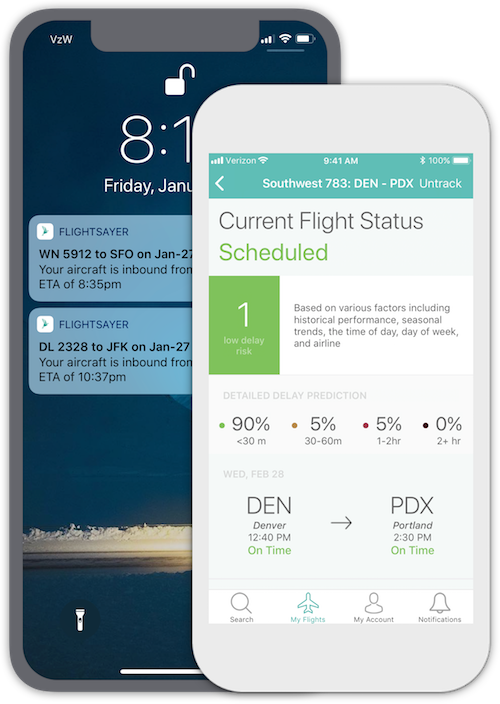 VzW
8:1
Friday, Janu
FLIGHTSAYER
WN 5912 to SFO on Jan-27
Your aircraft is inbound from
ETA of 8:35pm
FLIGHTSAYER
DL 2328 to JFK on Jan-27
Your aircraft is inbound from
ETA of 10:37pm
Verizon 9:41 AM 100%
Southwest 783: DEN - PDX Untrack
Current Flight Status
Scheduled
1
low delay
risk
Based on various factors including
historical performance, seasonal
trends, the time of day, day of week,
and airline
DETAILED DELAY PREDICTION
90% 5% 5% 0%
<30 m 30-60m 1-2hr 2+ hr
WED, FEB 28
DEN PDX
Denver Portland
12:40 PM 2:30 PM
On Time On Time
Search My Flights My Account Notifications